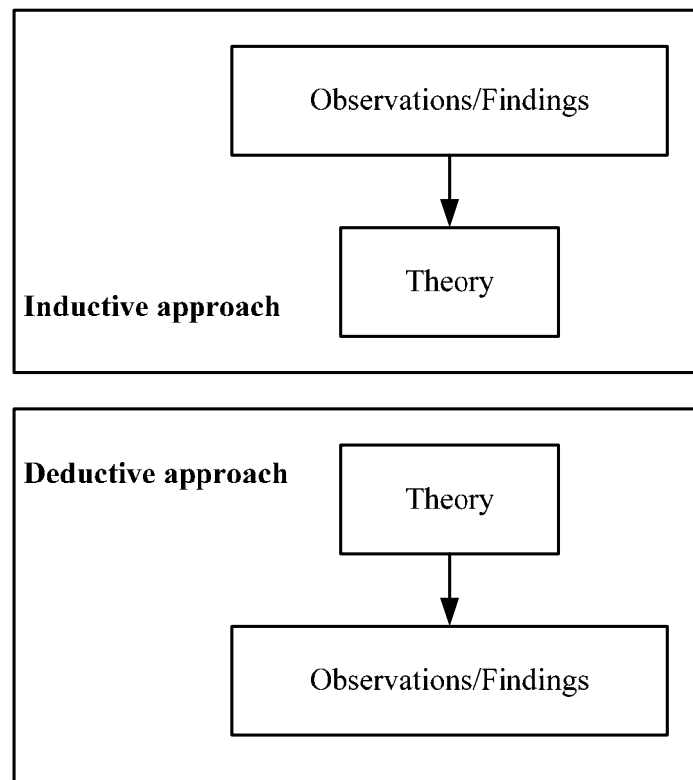 Observations/Findings
Theory
Inductive approach
Deductive approach
Theory
Observations/Findings